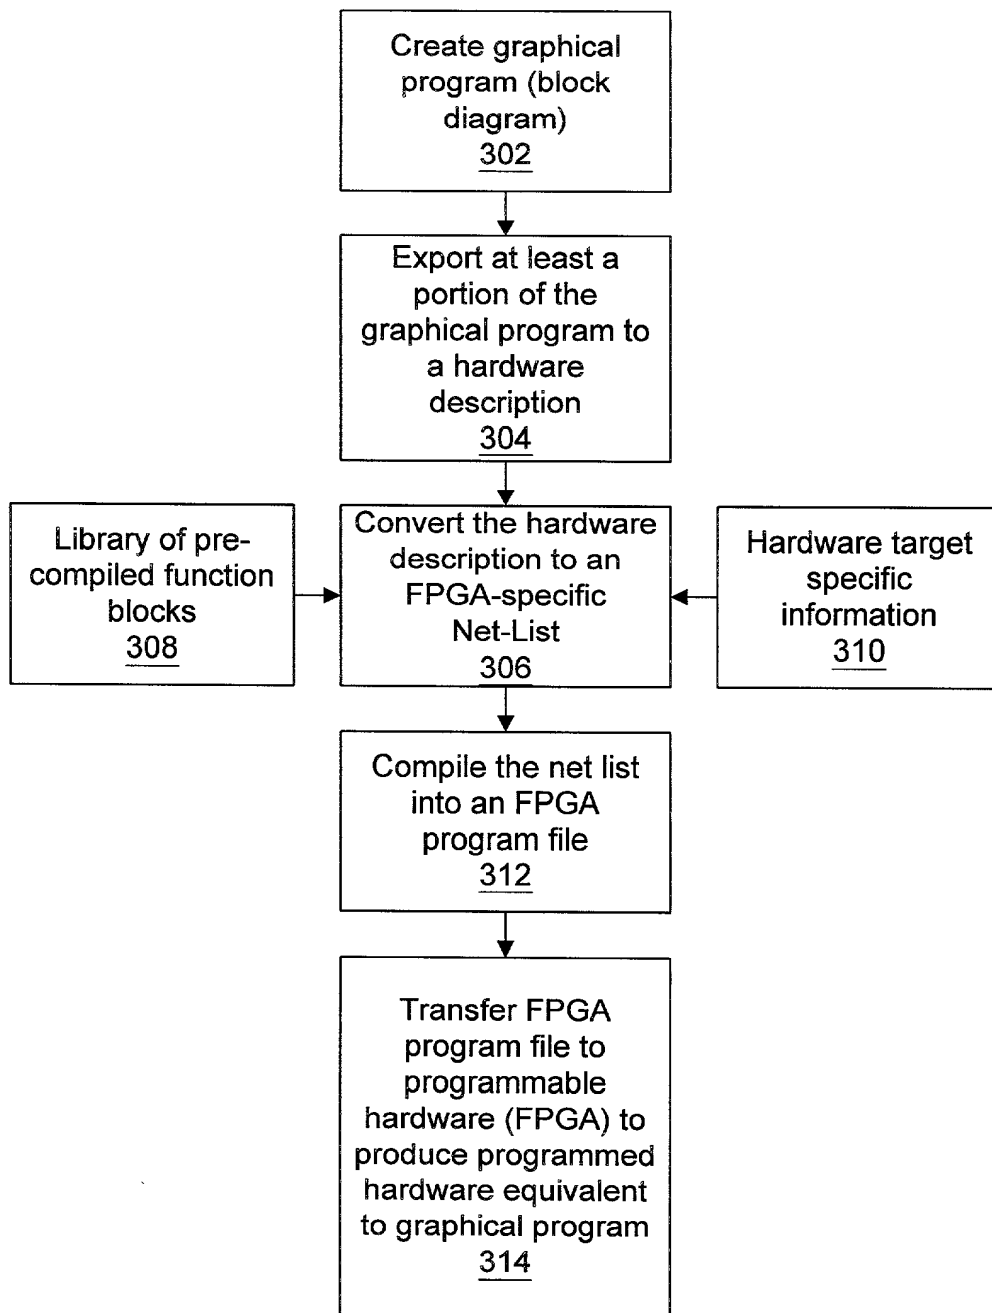 Create graphical
program (block
diagram)
302
Export at least a
portion of the
graphical program to
a hardware
description
304
Library of pre-
compiled function
blocks
308
Convert the hardware
description to an
FPGA-specific
Net-List
306
Hardware target
specific
information
310
Compile the net list
into an FPGA
program file
312
Transfer FPGA
program file to
programmable
hardware (FPGA) to
produce programmed
hardware equivalent
to graphical program
314